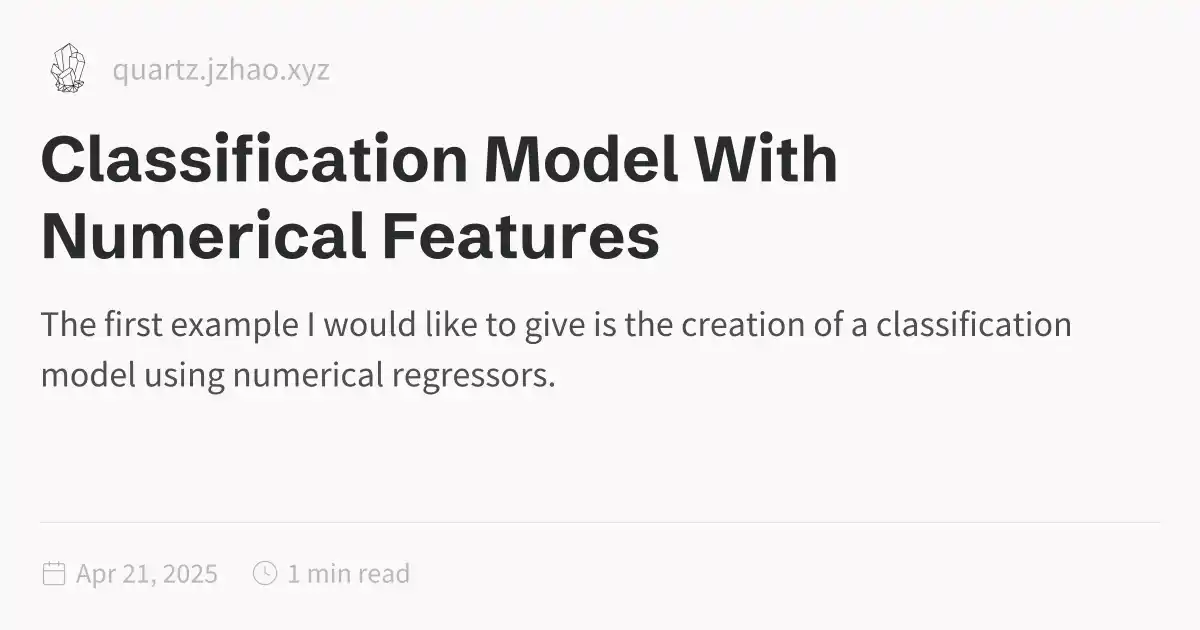 quartz.jzhao.xyz
Classification Model With
Numerical Features
The first example I would like to give is the creation of a classification
model using numerical regressors.
Apr 21, 2025 1 min read